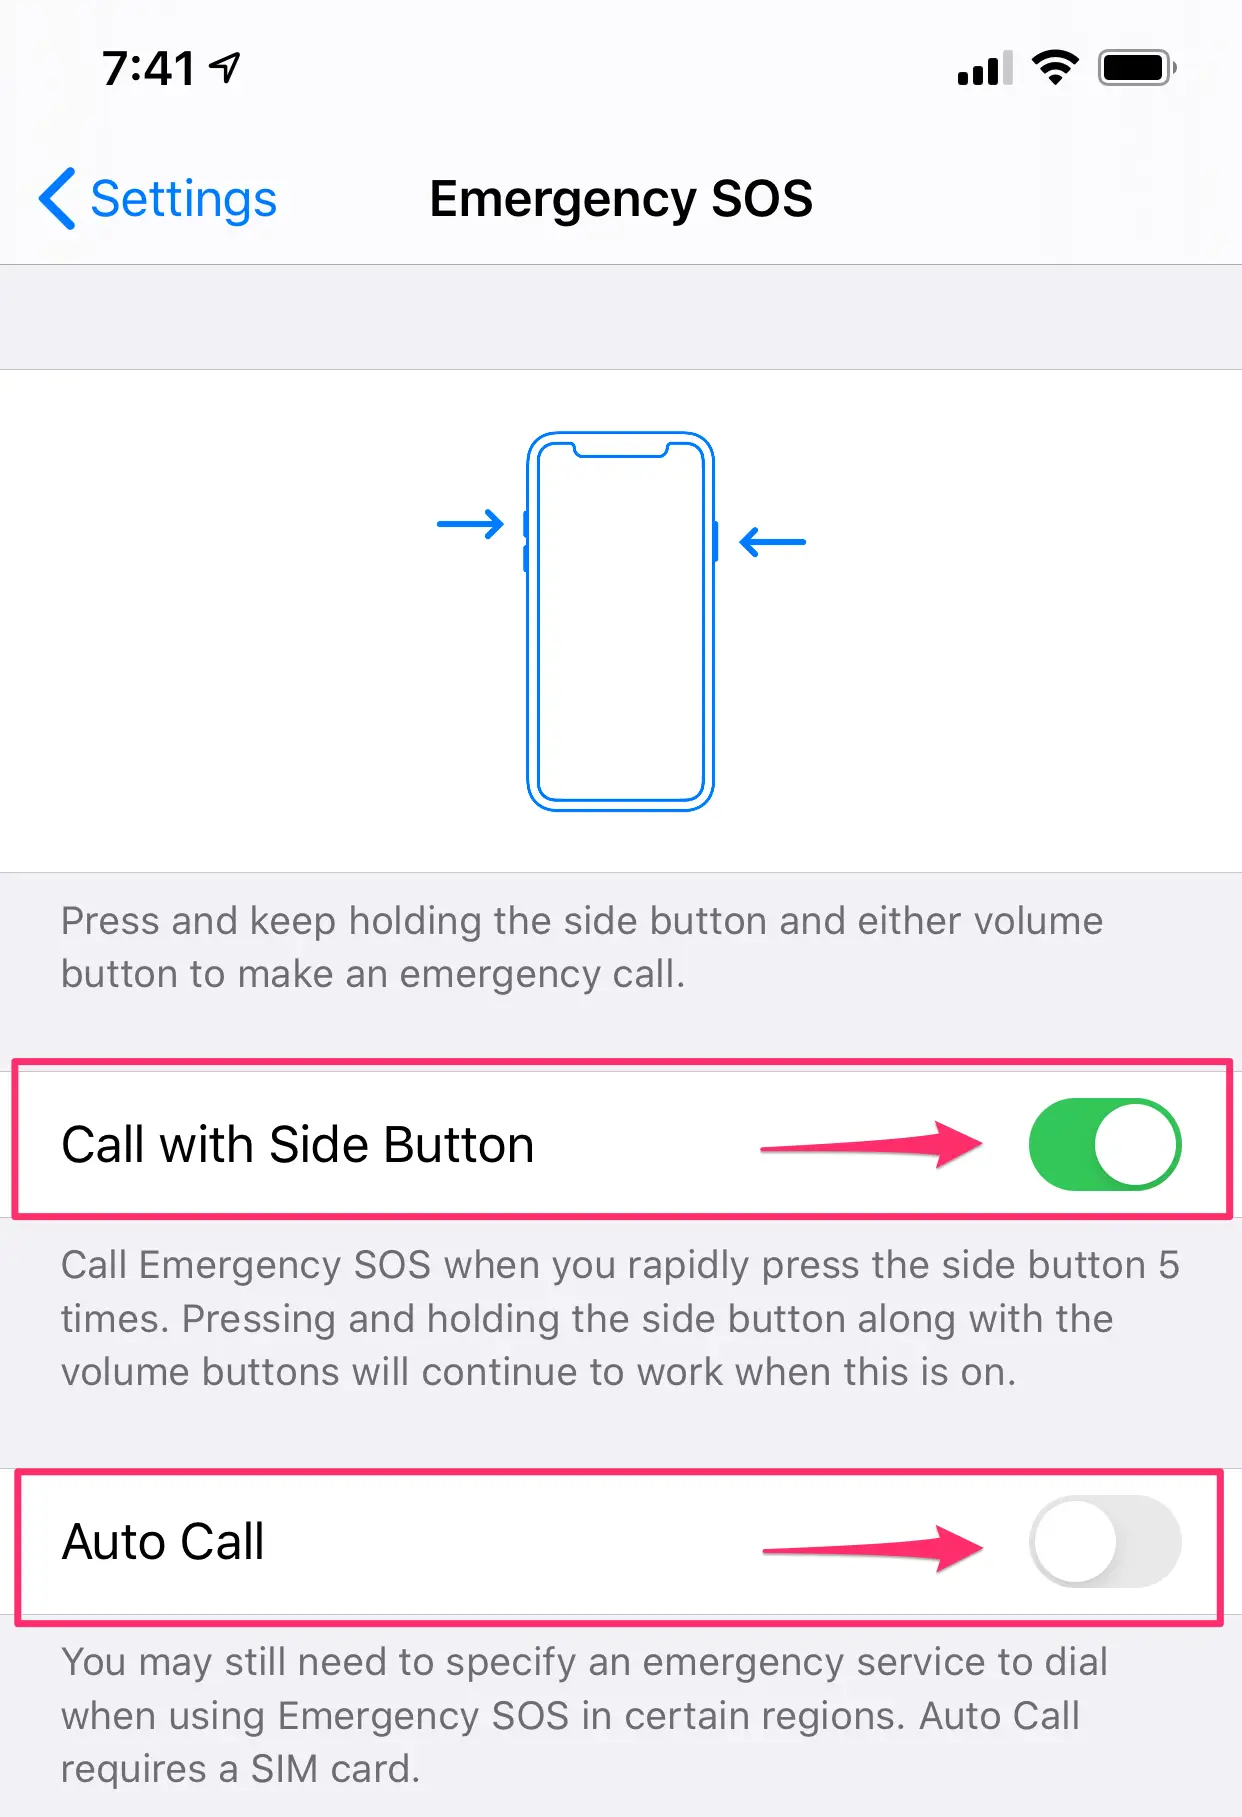 7:41
Settings
Emergency SOS
Press and keep holding the side button and either volume
button to make an emergency call.
Call with Side Button
Call Emergency SOS when you rapidly press the side button 5
times. Pressing and holding the side button along with the
volume buttons will continue to work when this is on.
Auto Call
You may still need to specify an emergency service to dial
when using Emergency SOS in certain regions. Auto Call
requires a SIM card.